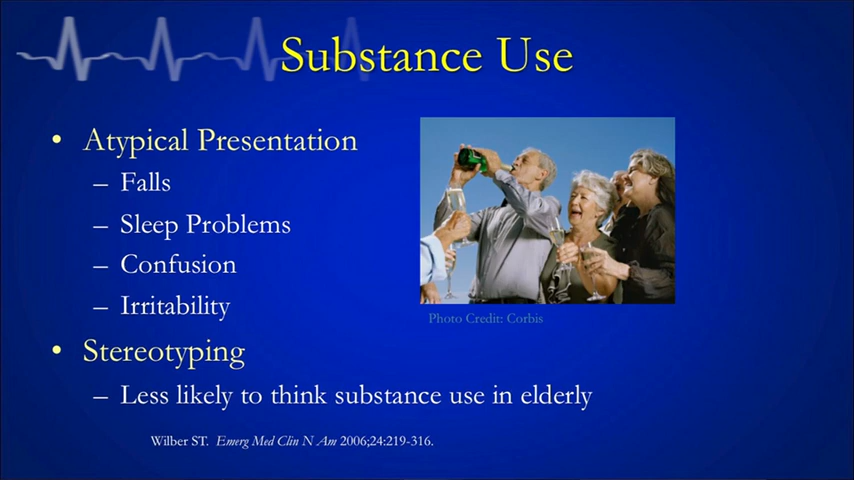 Substance Use
• Atypical Presentation
– Falls
– Sleep Problems
– Confusion
– Irritability
Photo Credit: Corbis
• Stereotyping
– Less likely to think substance use in elderly
Wilber ST. Emerg Med Clin N Am 2006;24:219-316.